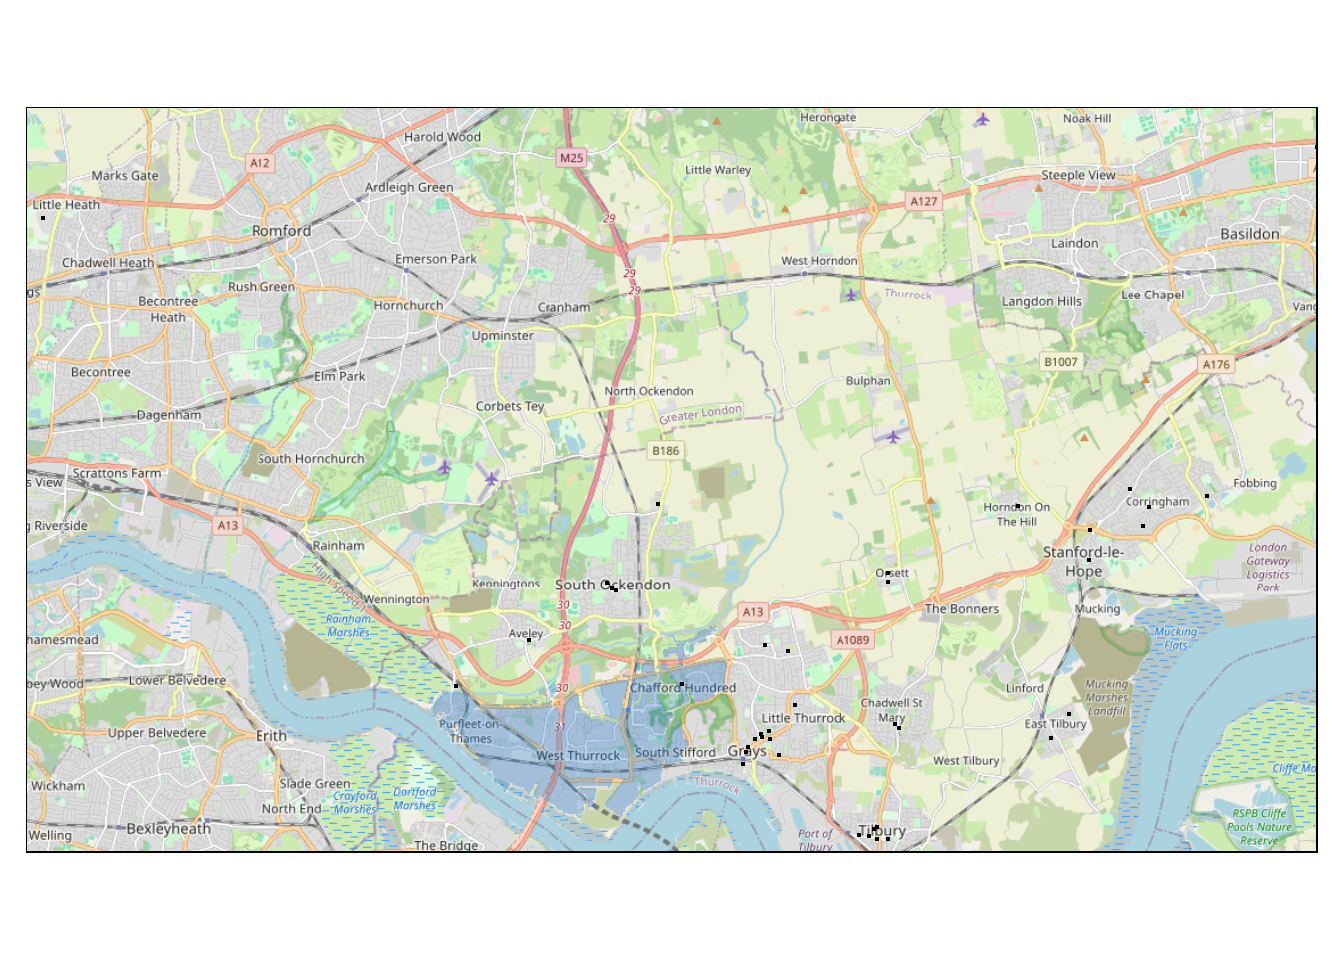 Herongate
Noak Hill
Harold Wood
M25
A12
Little Warley
Marks Gate
Steeple View
Ardleigh Green
Little Heath
A127
29
Romford
Basildon
Laindon
Emerson Park
Chadwell Heath
West Horndon
29
Rush Green
29
Thurrock
Lee Chapel
Becontree
Heath
Hornchurch
Cranham
Langdon Hills
Upminster
B1007
A176
Becontree
Elm Park
Bulphan
North Ockendon
Corbets Tey
Greater London
Dagenham
B186
South Hornchurch
Scrattons Farm
s View
Fobbing
Corringham
Horndon On
The Hill
A13
g Riverside
Rainham
Stanford-le-
Hope
London
Gateway
Logistics
Park
High Speed
Kenningtons
South Ockendon
Orsett
Wennington
30
A13
The Bonners
Mucking
Rainham
Marshes
30
Aveley
A1089
Mucking
Flats
hamesmead
bey Wood
Lower Belvedere
30
Chafford Hundred
Linford
Mucking
Marshes
Landfill
Chadwell St
Mary
Little Thurrock
East Tilbury
Purfleet-on-
Thames
31
Upper Belvedere
Erith
West Thurrock
South Stifford
Grays
West Tilbury
Cliffe Ma
Wickham
Slade Green
Thurrock
Crayford
Marshes
Dartford
Marshes
North End
RSPB Cliffe
Pools Nature
Reserve
Welling
Bexleyheath
The Bridge
Port of
Tilbury
Tilbury